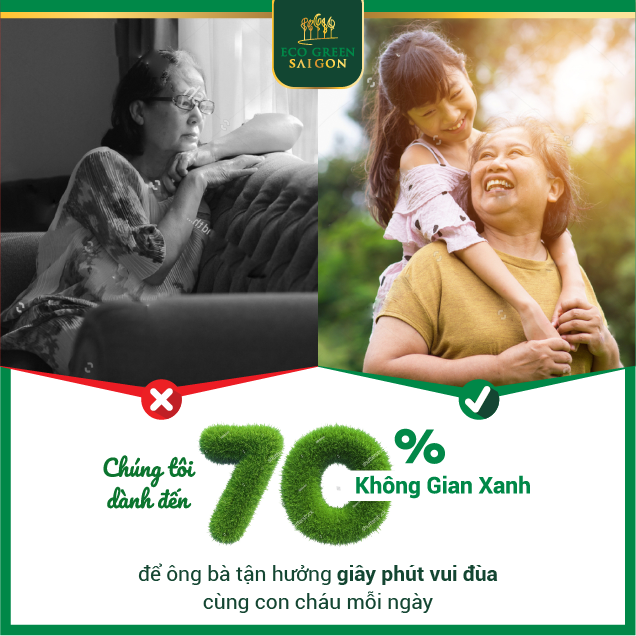 ECO GREEN
SAIGON
Chúng tôi
dành đến
70%
Không Gian Xanh
để ông bà tận hưởng giây phút vui đùa
cùng con cháu mỗi ngày